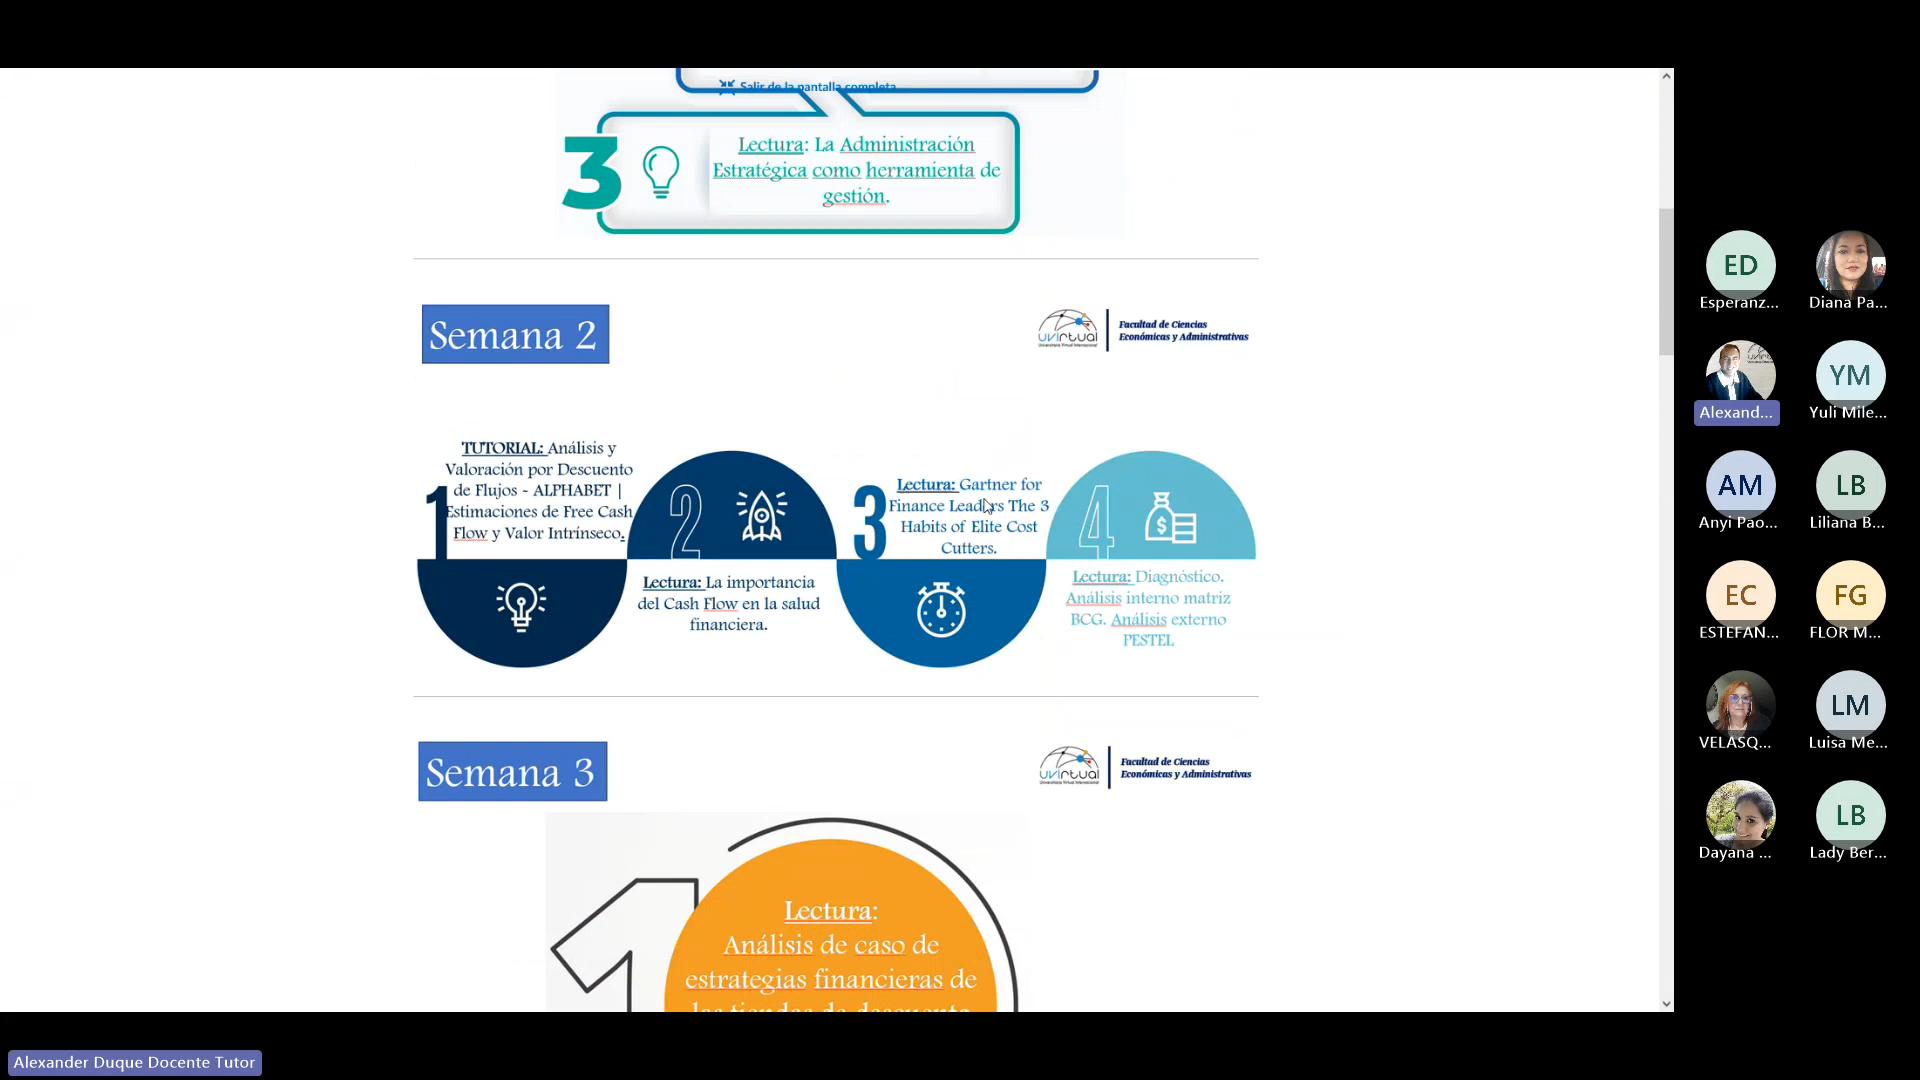 Salir de la pantalla completa
3
Lectura: La Administración
Estratégica como herramienta de
gestión.
Semana 2
uvirtual
Facultad de Ciencias
Económicas y Administrativas
1
TUTORIAL: Análisis y
Valoración por Descuento
de Flujos - ALPHABET |
Estimaciones de Free Cash
Flow y Valor Intrínseco.
2
Lectura: La importancia
del Cash Flow en la salud
financiera.
3
Lectura: Gartner for
Finance Leaders The 3
Habits of Elite Cost
Cutters.
4
Lectura: Diagnóstico.
Análisis interno matriz
BCG. Análisis externo
PESTEL
Semana 3
uvirtual
Facultad de Ciencias
Económicas y Administrativas
1
Lectura:
Análisis de caso de
estrategias financieras de
las tiendas de descuento
ED
Esperanz...
Diana Pa...
Alexand...
YM
Yuli Mile...
AM
Anyi Pao...
LB
Liliana B...
EC
ESTEFAN...
FG
FLOR M...
VELASQ...
LM
Luisa Me...
Dayana ...
LB
Lady Ber...
Alexander Duque Docente Tutor